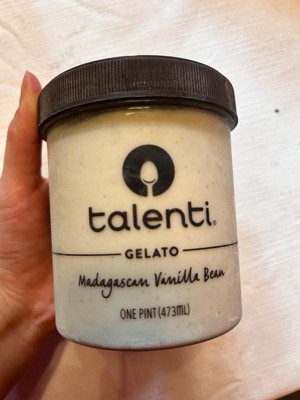 talenti®
GELATO
Madagascan Vanilla Bean
ONE PINT (473mL)